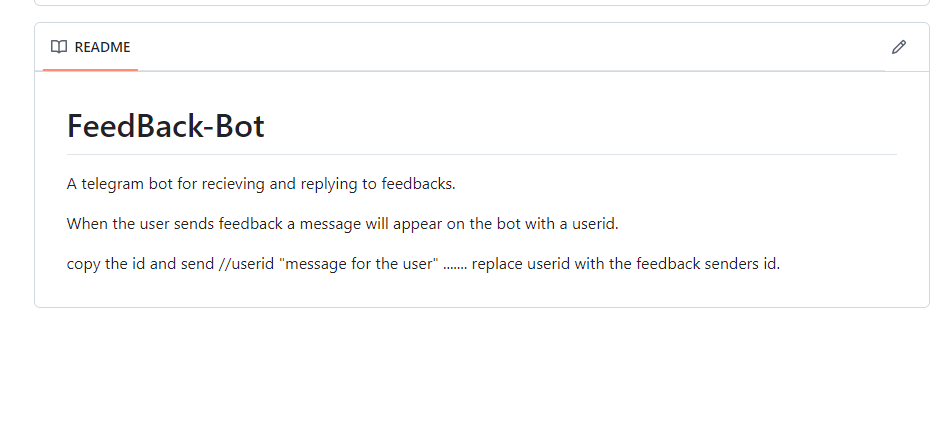 README
FeedBack-Bot
A telegram bot for recieving and replying to feedbacks.
When the user sends feedback a message will appear on the bot with a userid.
copy the id and send //userid "message for the user" ....... replace userid with the feedback senders id.